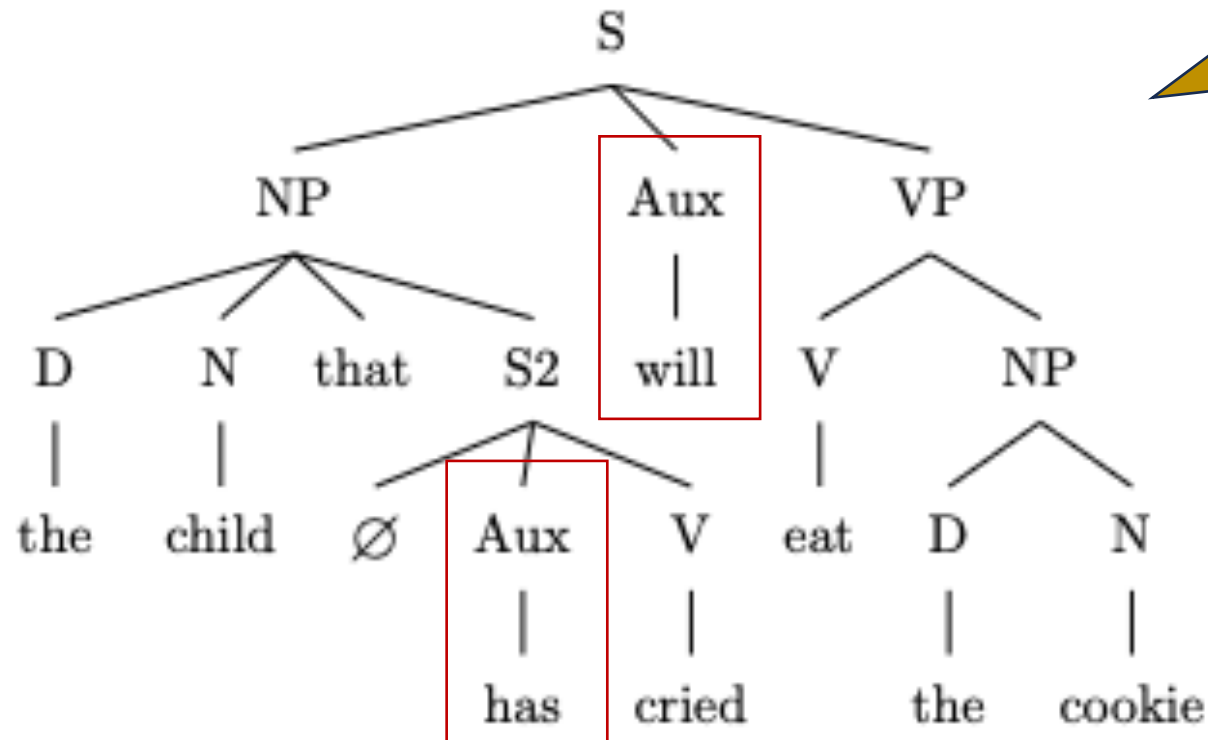 S
NP Aux VP
D N that S2 will V NP
the child ∅ Aux V eat D N
has cried the cookie